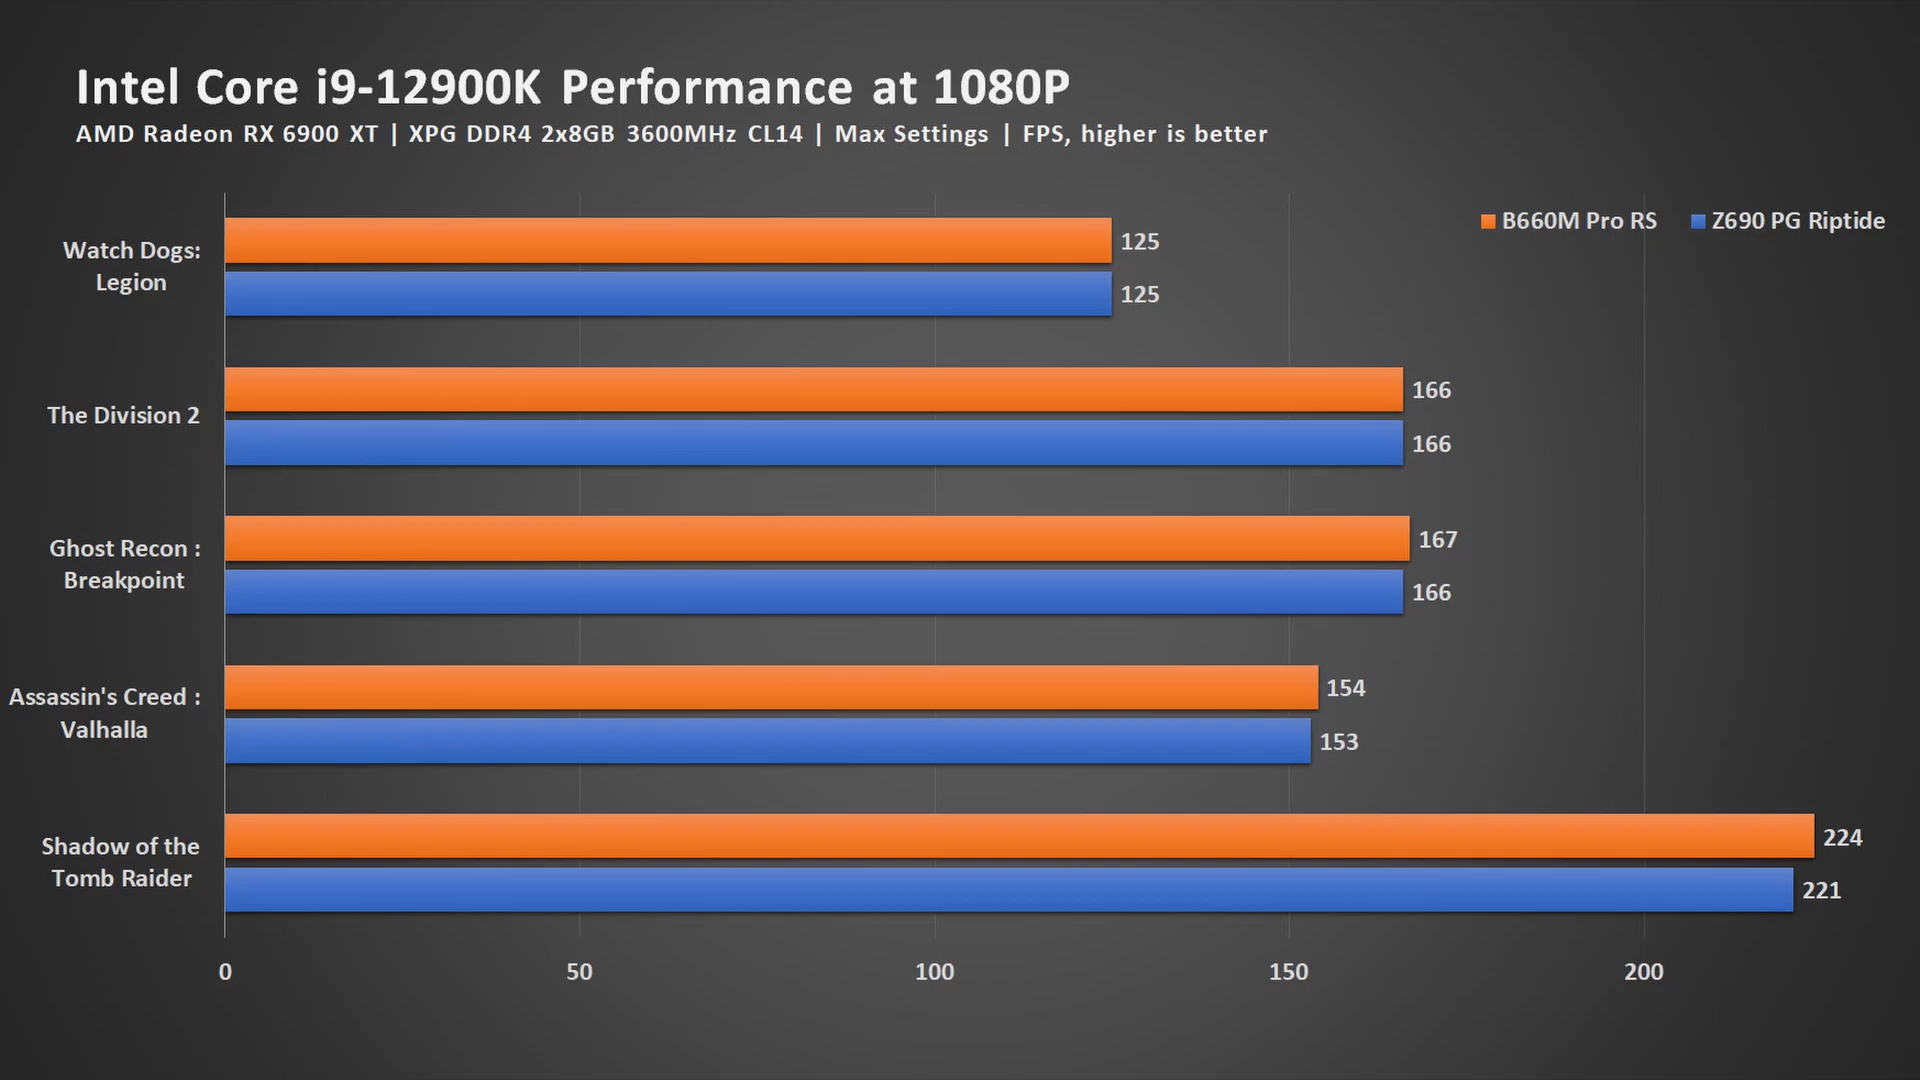 Intel Core i9-12900K Performance at 1080P
AMD Radeon RX 6900 XT | XPG DDR4 2x8GB 3600MHz CL14 | Max Settings | FPS, higher is better
B660M Pro RS
Z690 PG Riptide
Watch Dogs:
Legion
125
125
The Division 2
166
166
Ghost Recon :
Breakpoint
167
166
Assassin's Creed :
Valhalla
154
153
Shadow of the
Tomb Raider
224
221
0 50 100 150 200